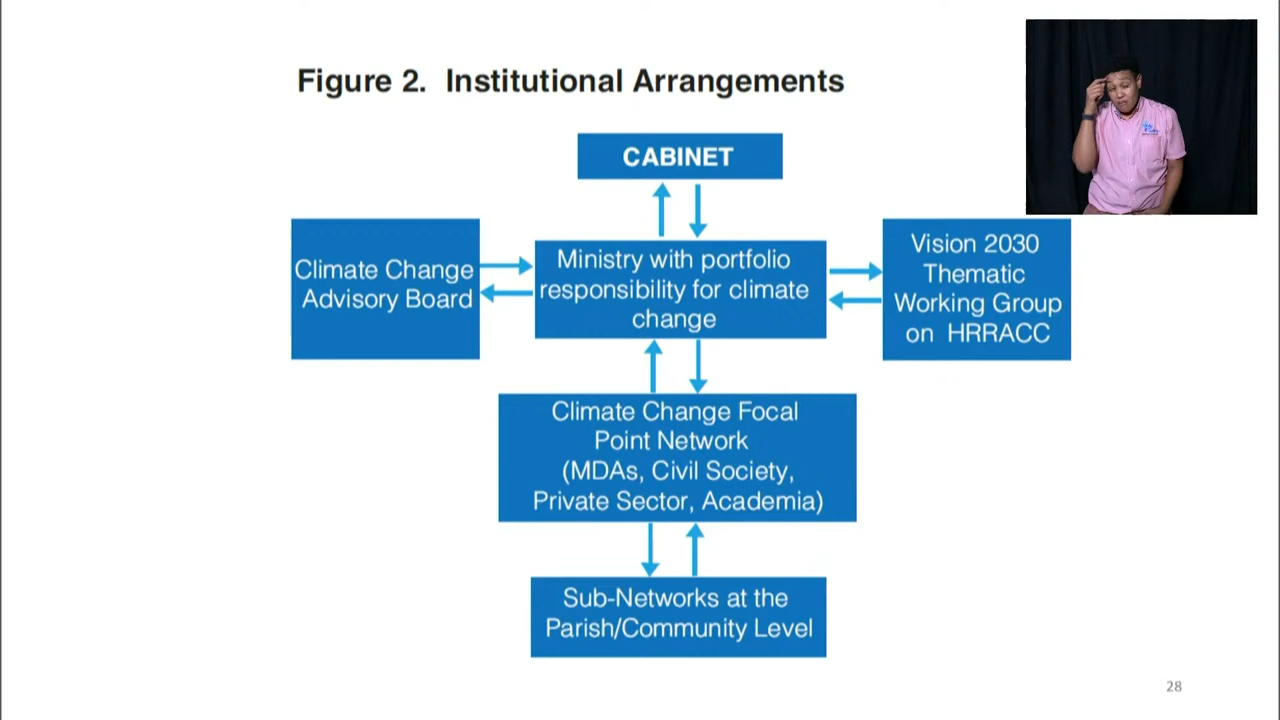 Figure 2. Institutional Arrangements
CABINET
Climate Change
Advisory Board
Ministry with portfolio
responsibility for climate
change
Vision 2030
Thematic
Working Group
on HRRACC
Climate Change Focal
Point Network
(MDAs, Civil Society,
Private Sector, Academia)
Sub-Networks at the
Parish/Community Level
28